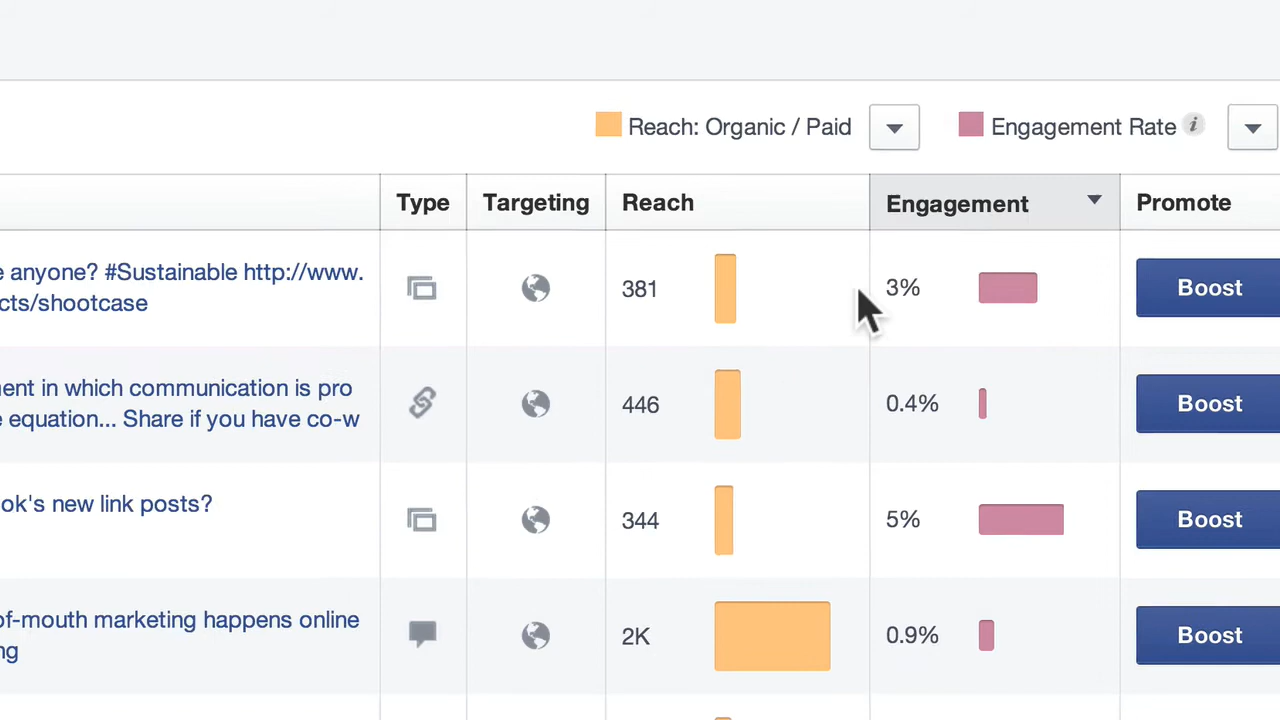 Reach: Organic / Paid Engagement Rate i
Type Targeting Reach Engagement Promote
anyone? #Sustainable http://www.
cts/shootcase
381 3% Boost
in which communication is pro
equation... Share if you have co-w
446 0.4% Boost
ok's new link posts?
344 5% Boost
of-mouth marketing happens online
ng
2K 0.9% Boost